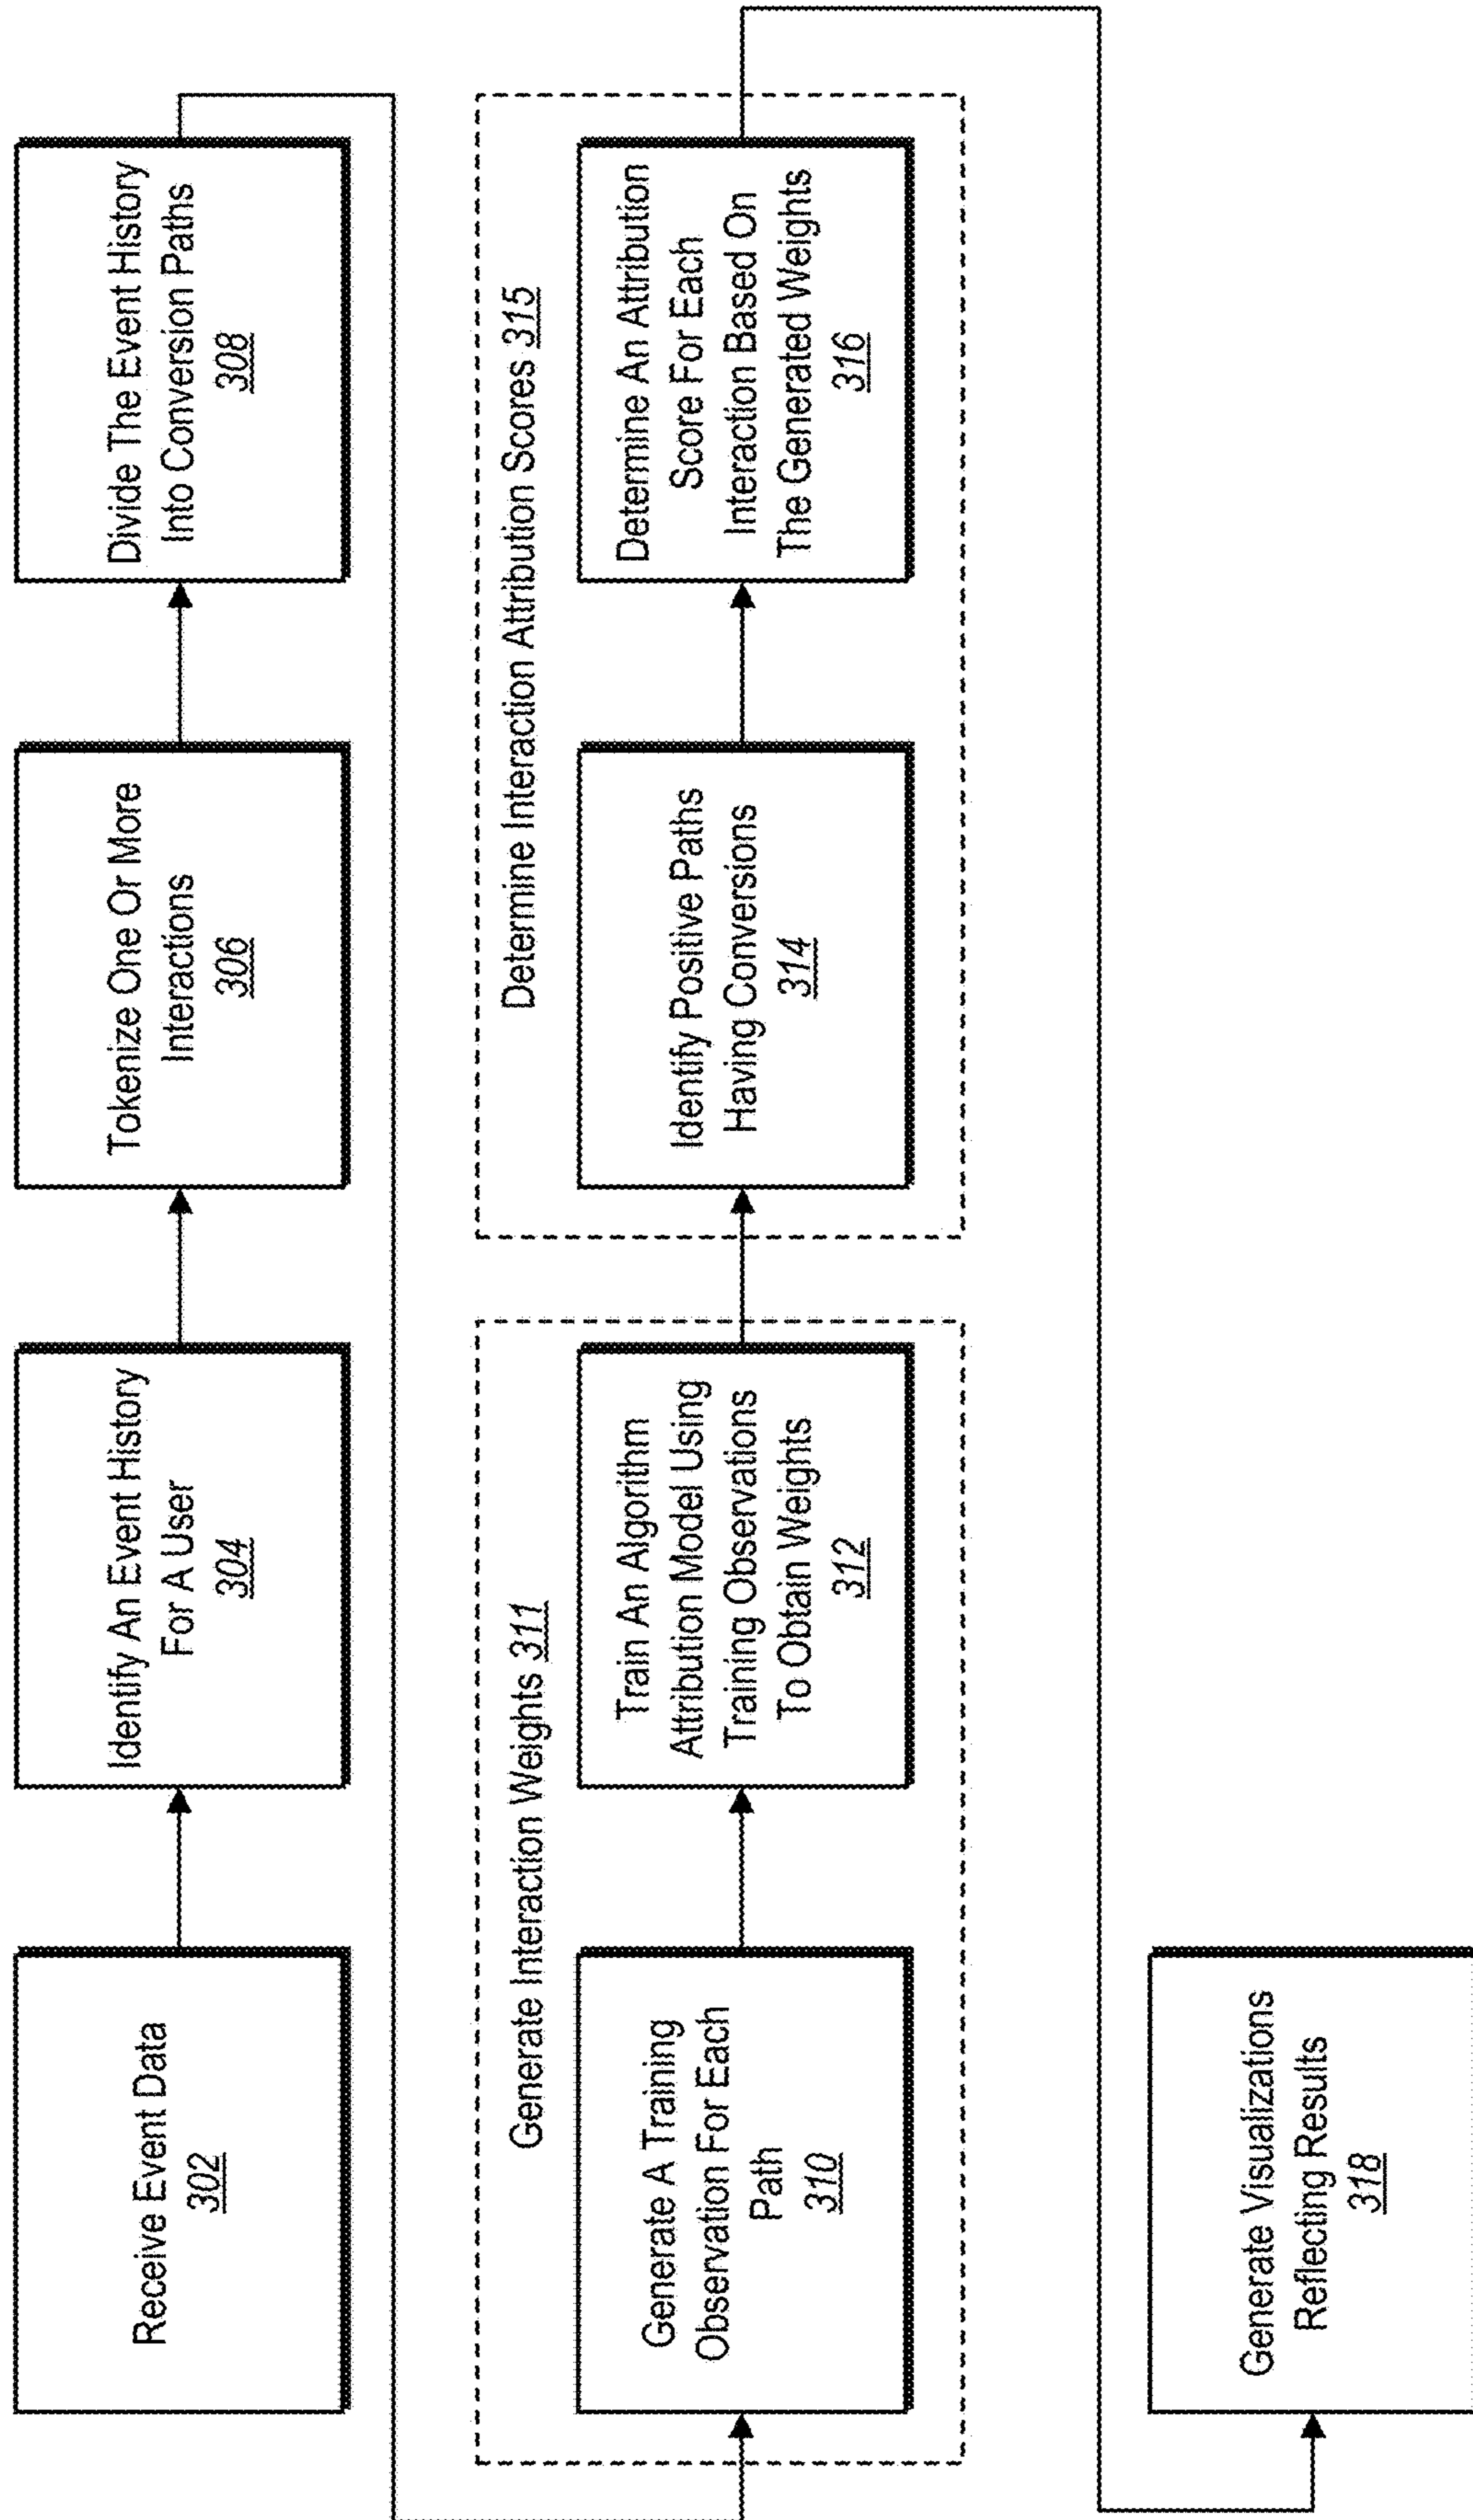 Receive Event Data
302
Identify An Event History
For A User
304
Tokenize One Or More
Interactions
306
Divide The Event History
Into Conversion Paths
308
Generate Interaction Weights 311
Generate A Training
Observation For Each
Path
310
Train An Algorithm
Attribution Model Using
Training Observations
To Obtain Weights
312
Determine Interaction Attribution Scores 315
Identify Positive Paths
Having Conversions
314
Determine An Attribution
Score For Each
Interaction Based On
The Generated Weights
316
Generate Visualizations
Reflecting Results
318